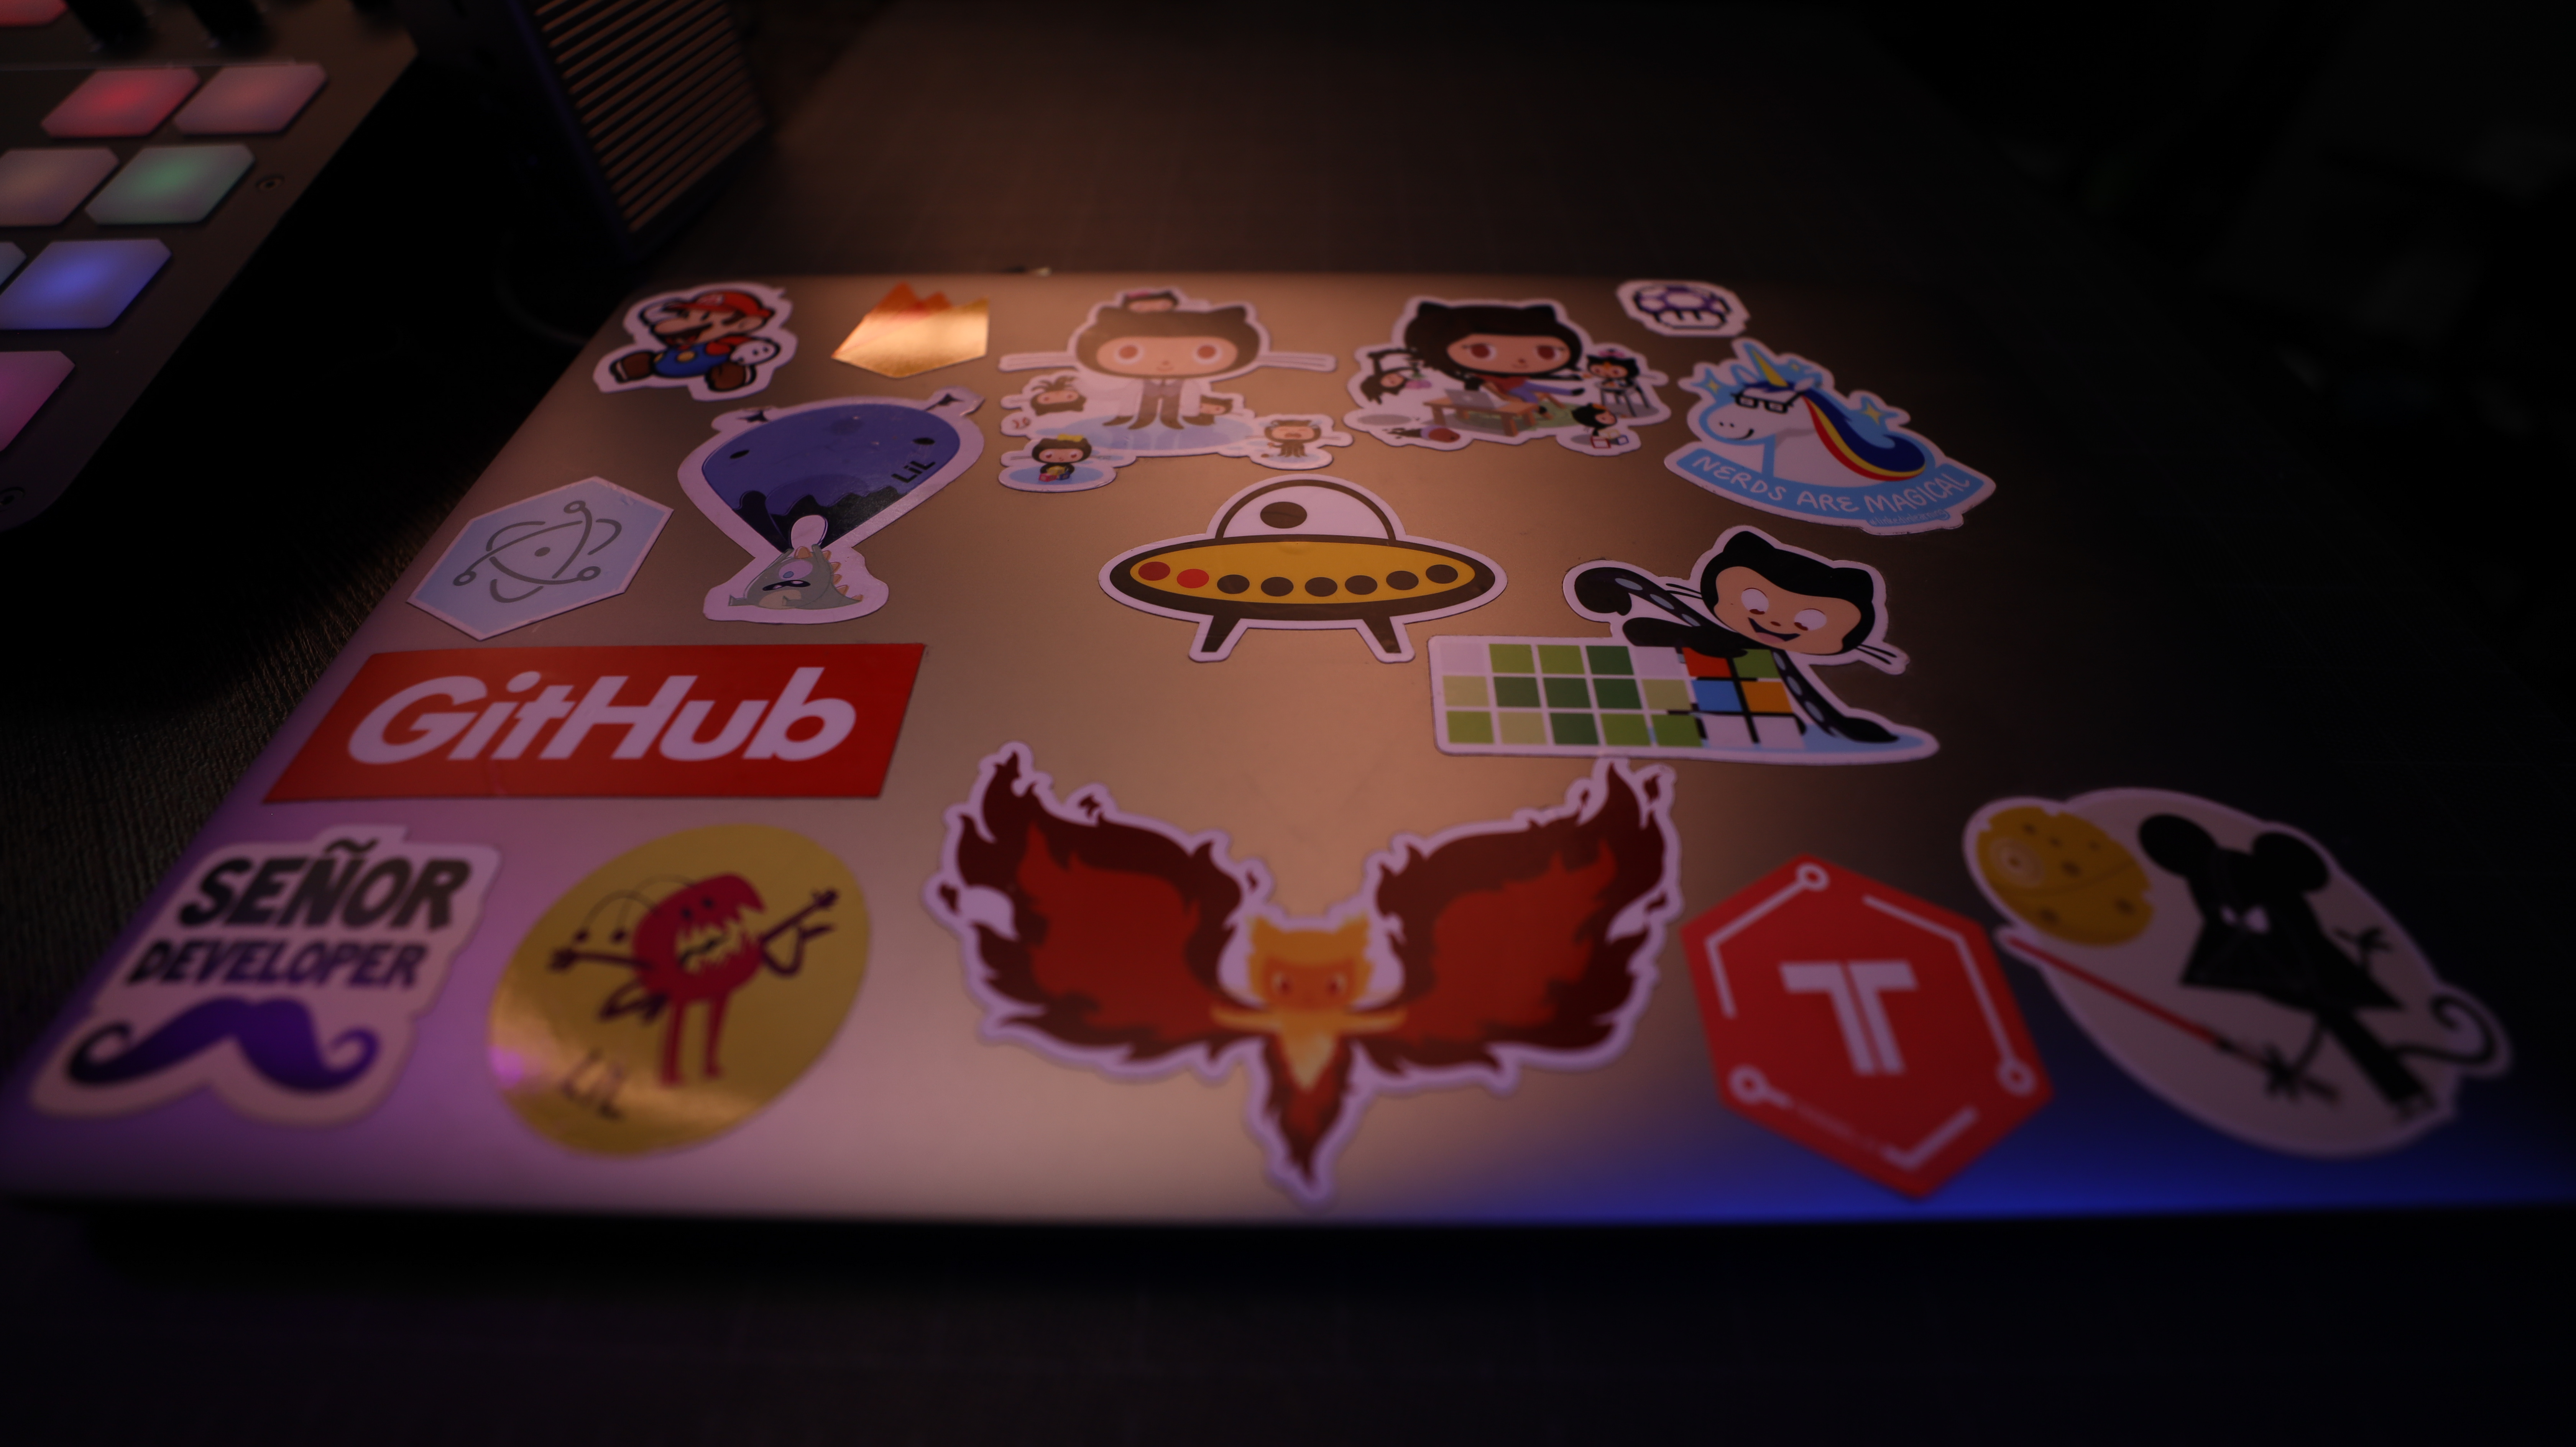 LiL
NERDS ARE MAGICAL
GitHub
SEÑOR
DEVELOPER
LiL
T